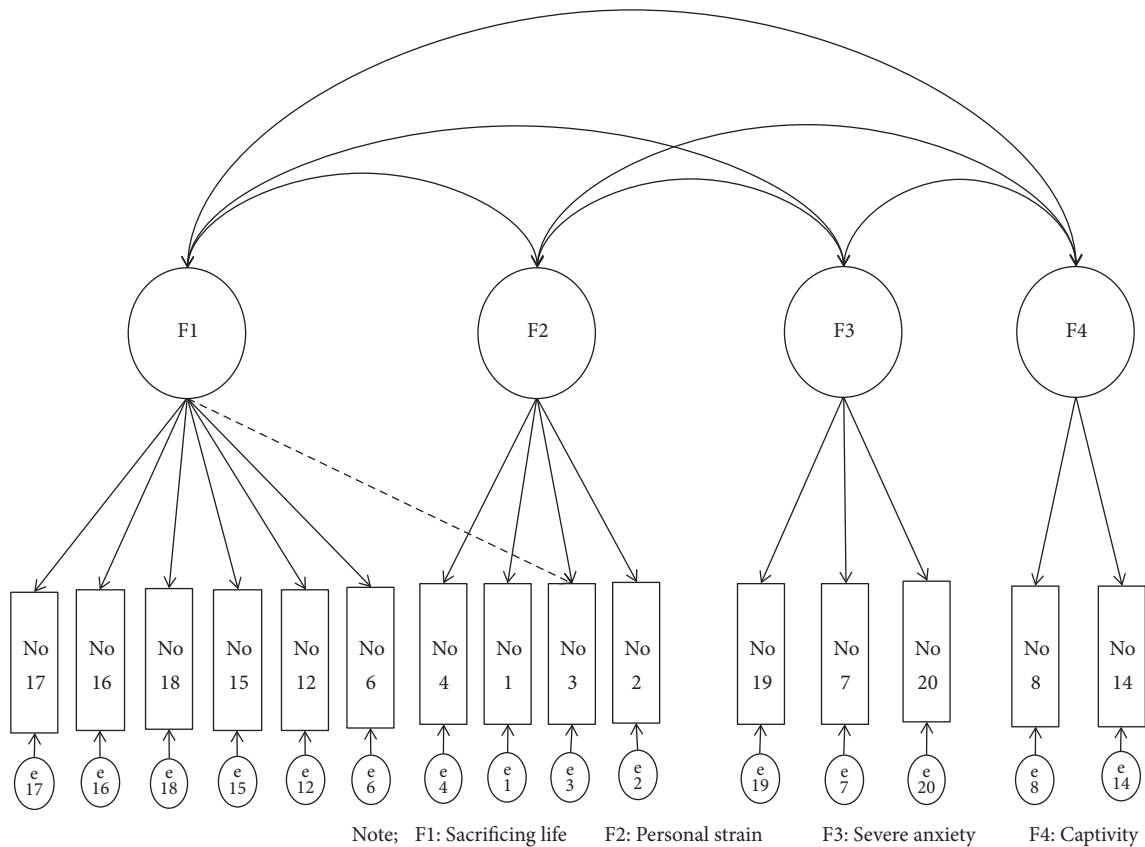 F1 F2 F3 F4
No No No No No No No No No No No No No No No
17 16 18 15 12 6 4 1 3 2 19 7 20 8 14
e e e e e e e e e e e e e e e
17 16 18 15 12 6 4 1 3 2 19 7 20 8 14
Note; F1: Sacrificing life F2: Personal strain F3: Severe anxiety F4: Captivity